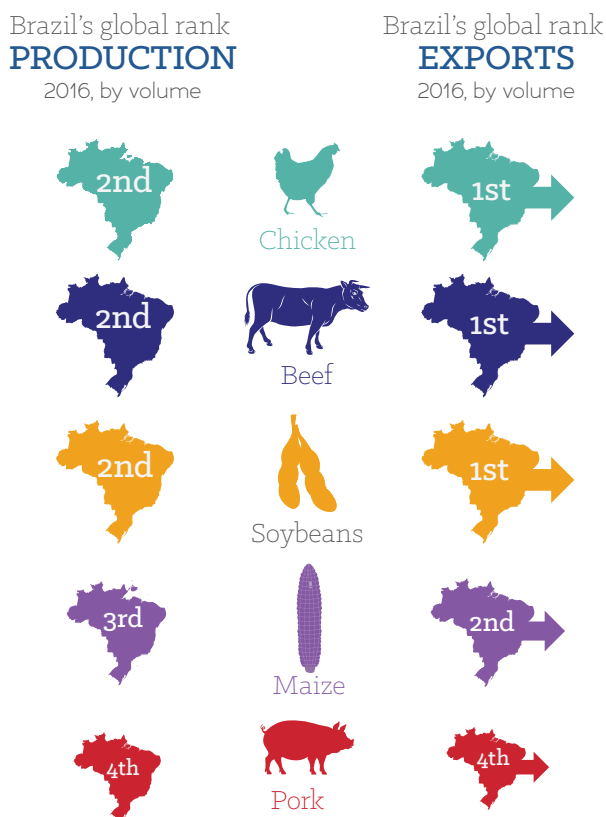 Brazil's global rank
PRODUCTION
2016, by volume
Brazil's global rank
EXPORTS
2016, by volume
2nd
Chicken
1st
2nd
Beef
1st
2nd
Soybeans
1st
3rd
Maize
2nd
4th
Pork
4th